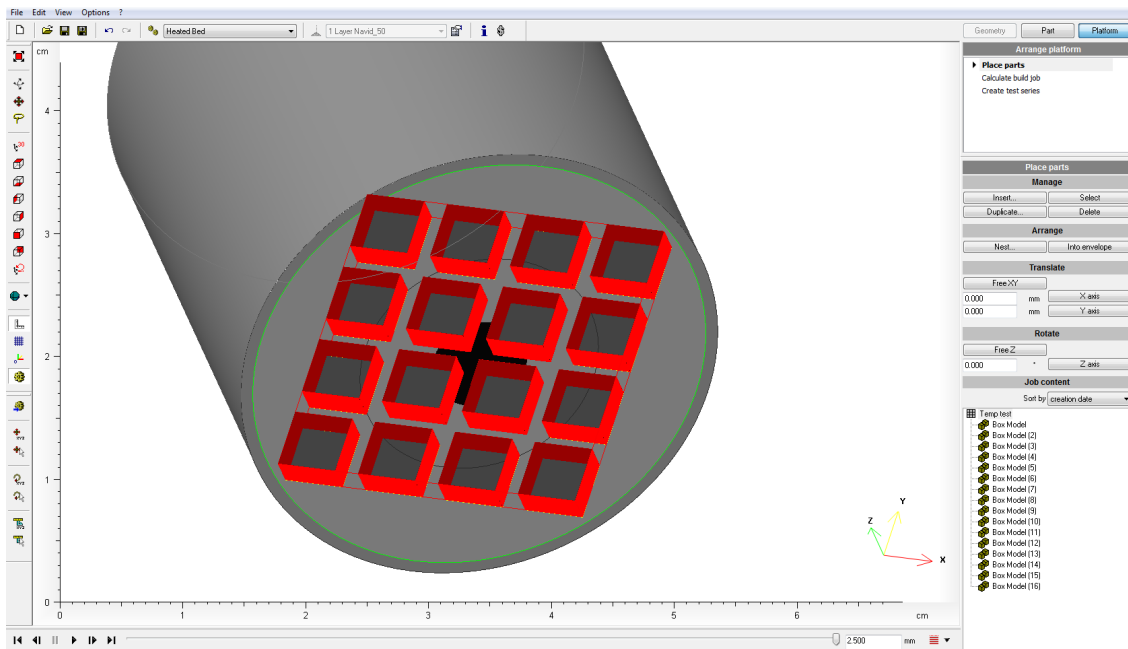 File Edit View Options ?
Heated Bed
1 Layer Navid_50
Geometry Part Platform
cm
4
3
2
1
0
0 1 2 3 4 5 6 cm
Y
Z
X
Arrange platform
Place parts
Calculate build job
Create test series
Place parts
Manage
Insert... Select
Duplicate... Delete
Arrange
Nest... Into envelope
Translate
Free XY
0.000 mm X axis
0.000 mm Y axis
Rotate
Free Z
0.000 ° Z axis
Job content
Sort by creation date
Temp test
Box Model
Box Model (2)
Box Model (3)
Box Model (4)
Box Model (5)
Box Model (6)
Box Model (7)
Box Model (8)
Box Model (9)
Box Model (10)
Box Model (11)
Box Model (12)
Box Model (13)
Box Model (14)
Box Model (15)
Box Model (16)
2.500 mm